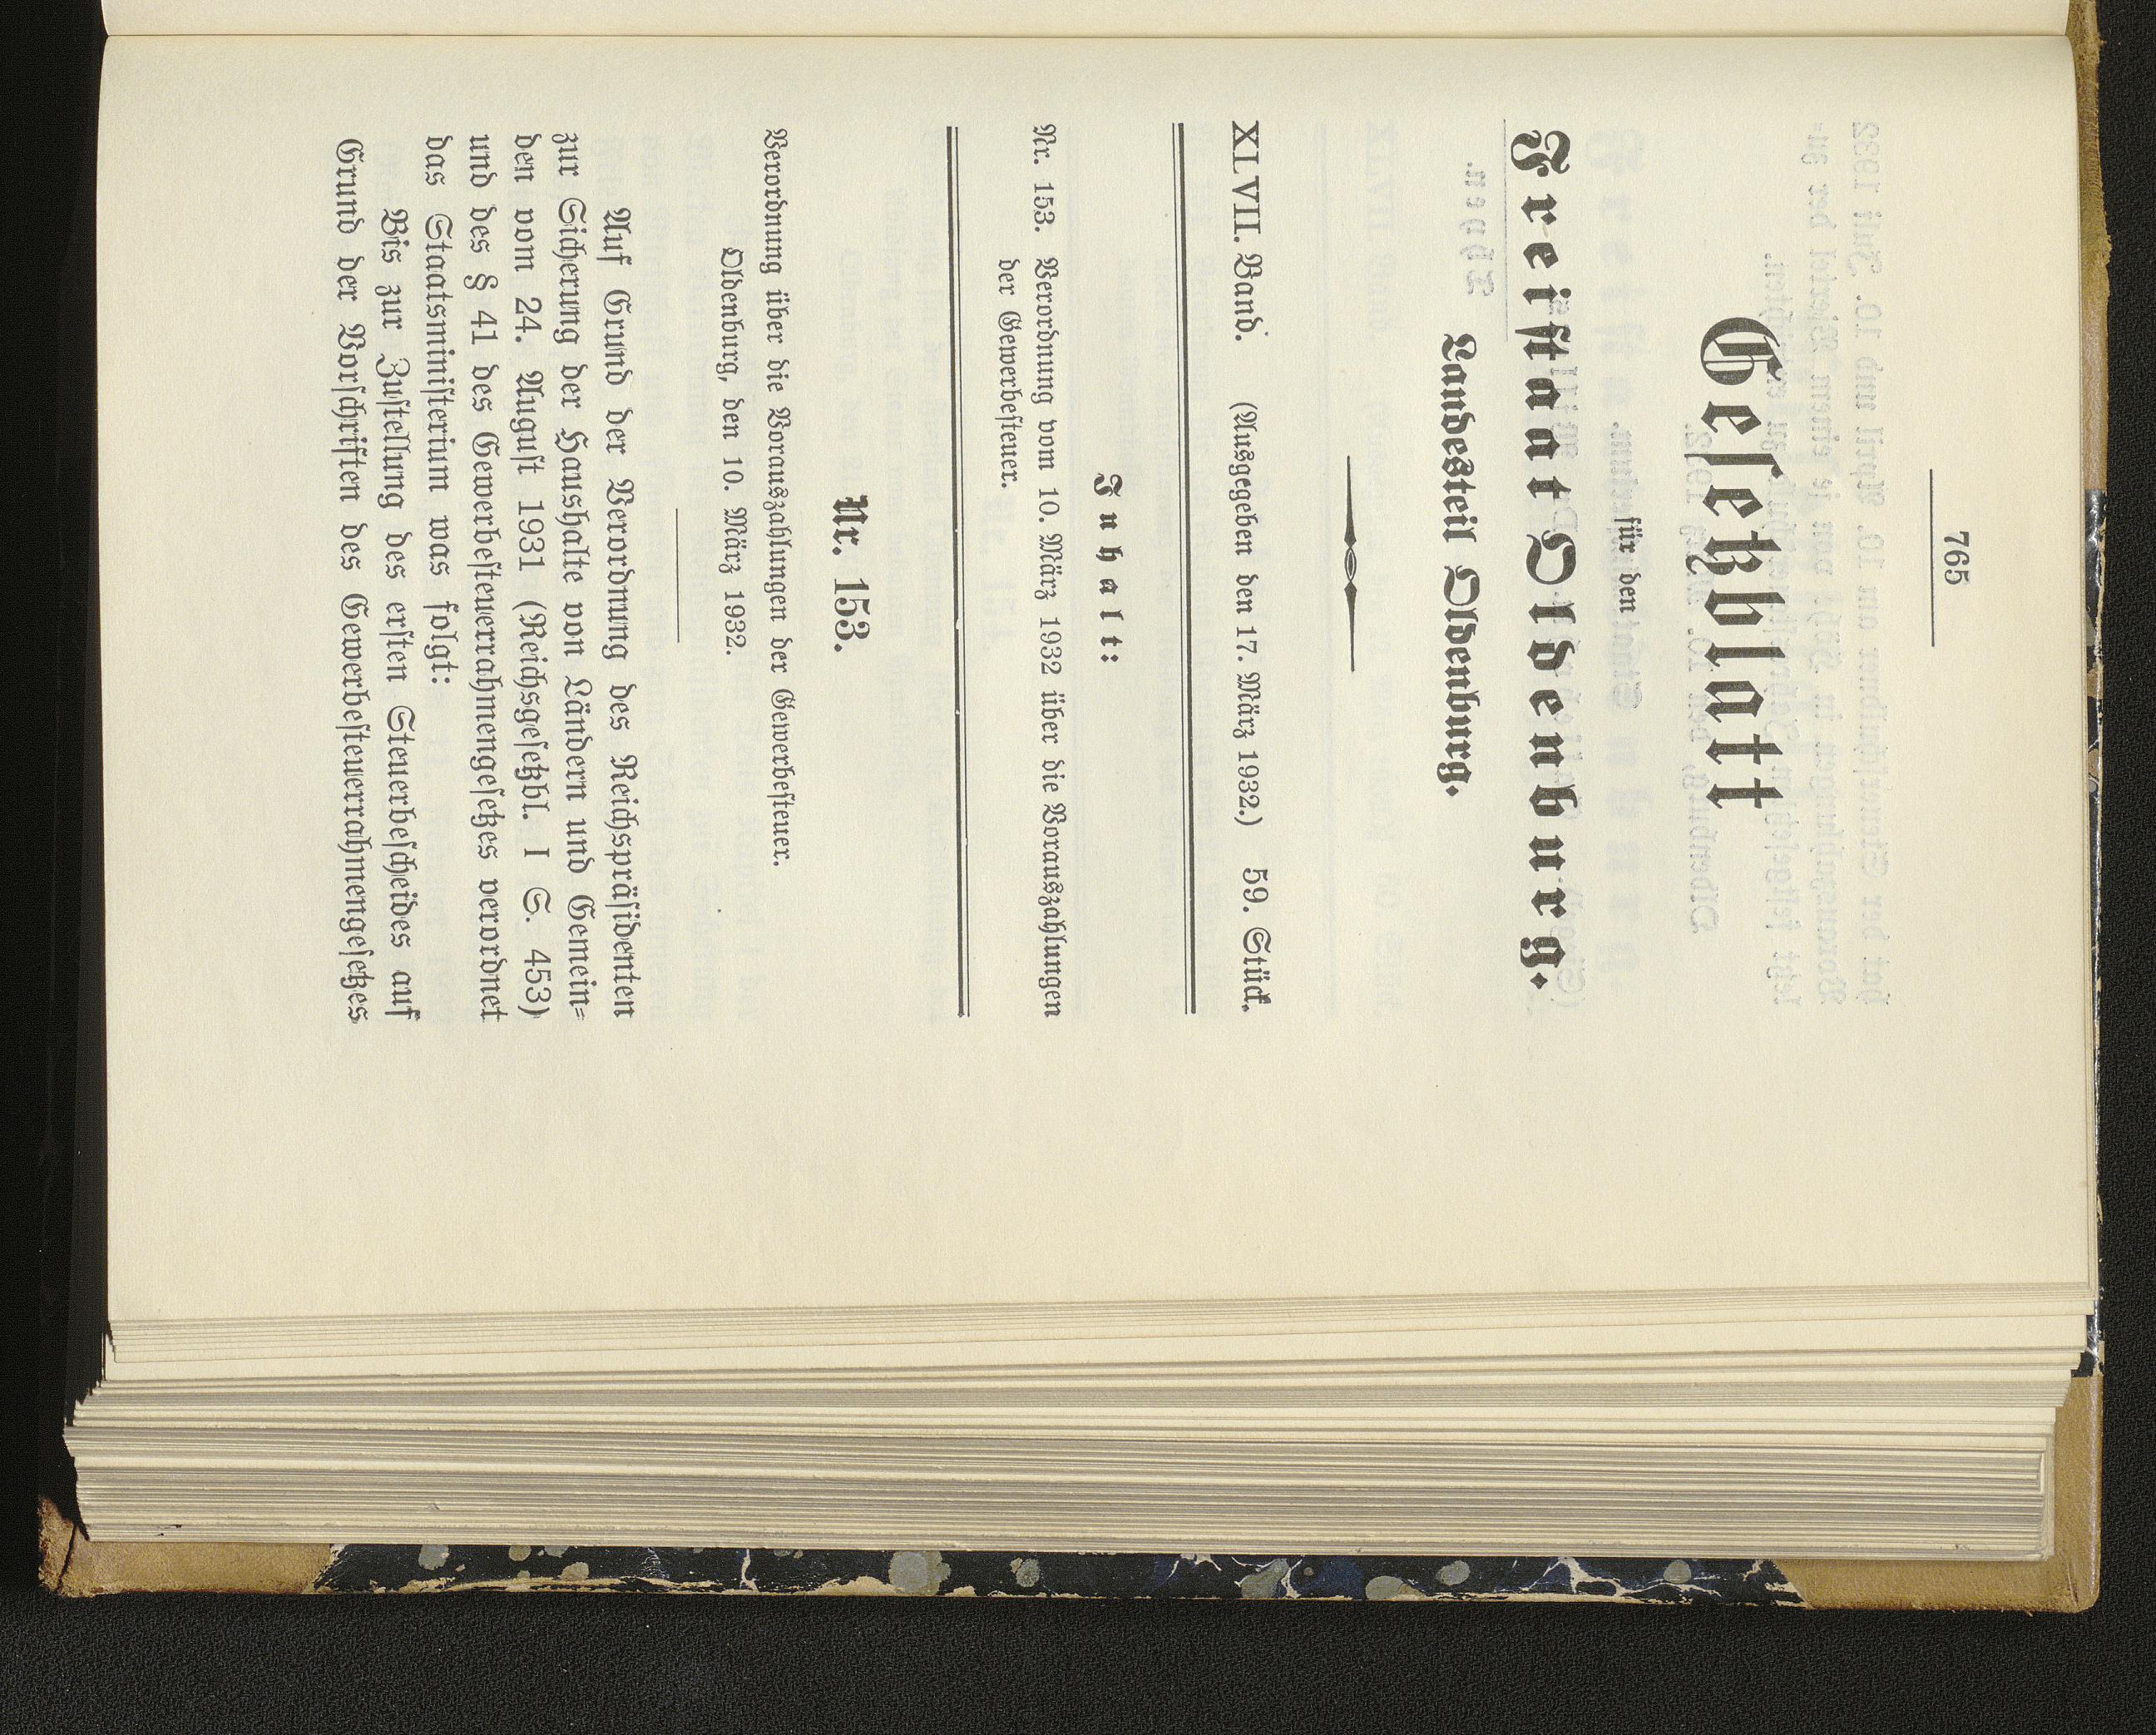 765
Geſetzblatt
für den
Freiſtaat Oldenburg.
Landesteil Oldenburg.
XLVII. Band. (Ausgegeben den 17. März 1932.) 59. Stück.
Inhalt:
Nr. 153. Verordnung vom 10. März 1932 über die Vorauszahlungen
der Gewerbeſteuer.
Nr. 153.
Verordnung über die Vorauszahlungen der Gewerbeſteuer.
Oldenburg, den 10. März 1932.
Auf Grund der Verordnung des Reichspräſidenten
zur Sicherung der Haushalte von Ländern und Gemein=
den vom 24. Auguſt 1931 (Reichsgeſetzbl. I S. 453)
und des § 41 des Gewerbeſteuerrahmengeſetzes verordnet
das Staatsminiſterium was folgt:
Bis zur Zuſtellung des erſten Steuerbeſcheides auf
Grund der Vorſchriften des Gewerbeſteuerrahmengeſetzes